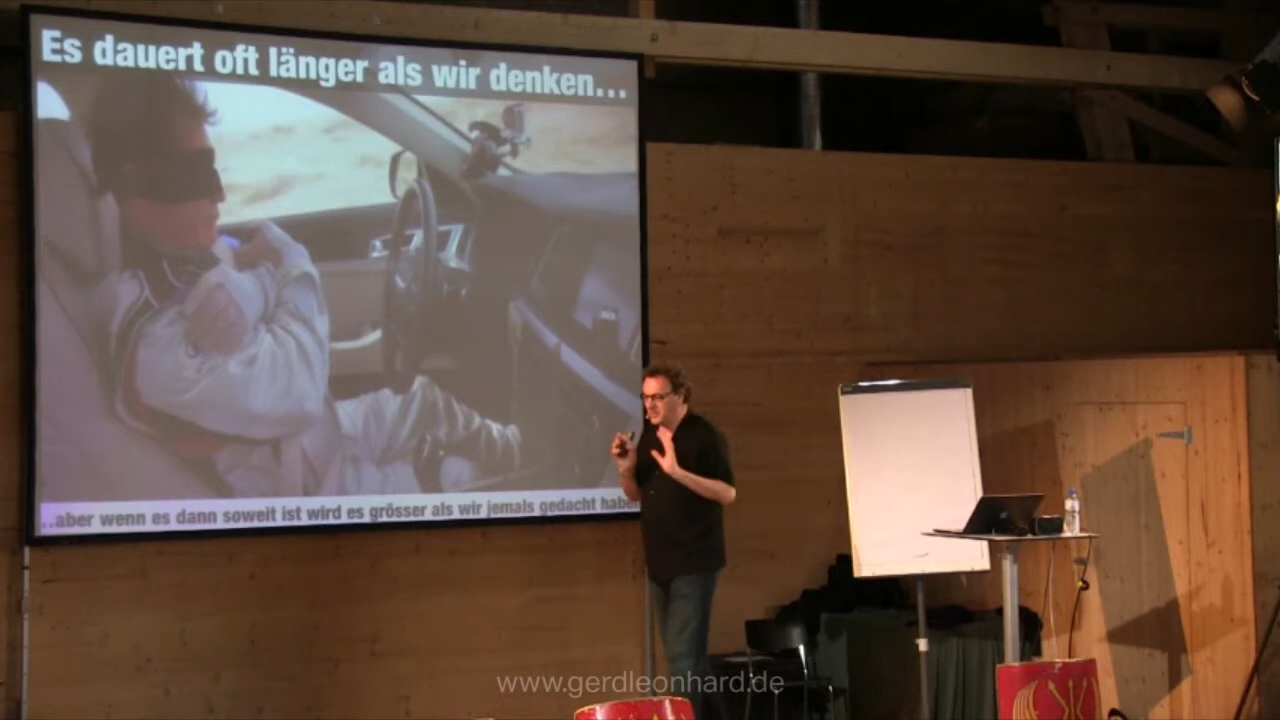 Es dauert oft länger als wir denken...
..aber wenn es dann soweit ist wird es grösser als wir jemals gedacht habe
www.gerdleonhard.de